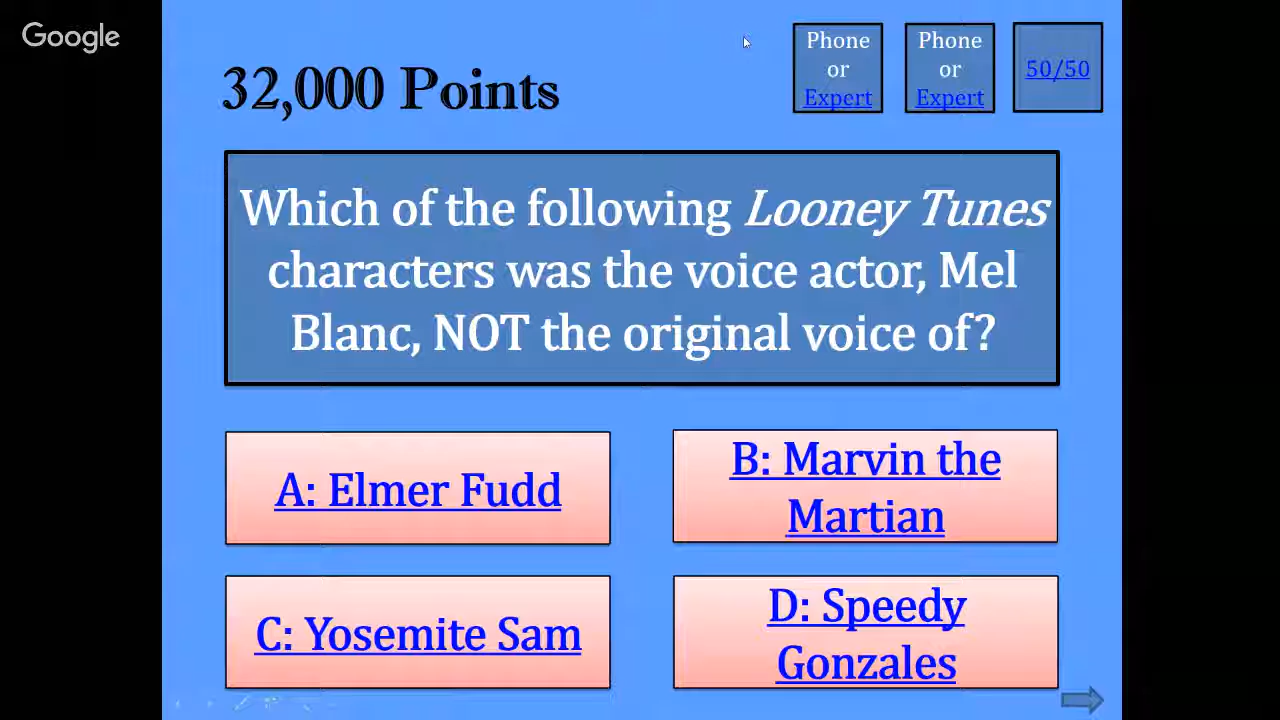 Google
32,000 Points
Phone
or
Expert
Phone
or
Expert
50/50
Which of the following Looney Tunes
characters was the voice actor, Mel
Blanc, NOT the original voice of?
A: Elmer Fudd
B: Marvin the
Martian
C: Yosemite Sam
D: Speedy
Gonzales